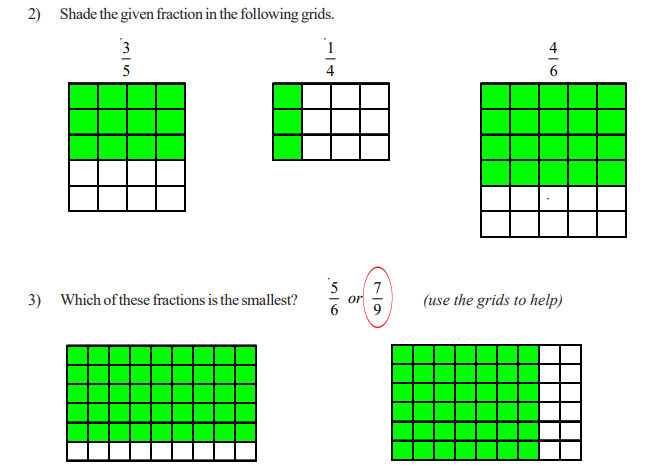 2) Shade the given fraction in the following grids.
3/5 1/4 4/6
3) Which of these fractions is the smallest? 5/6 or 7/9 (use the grids to help)